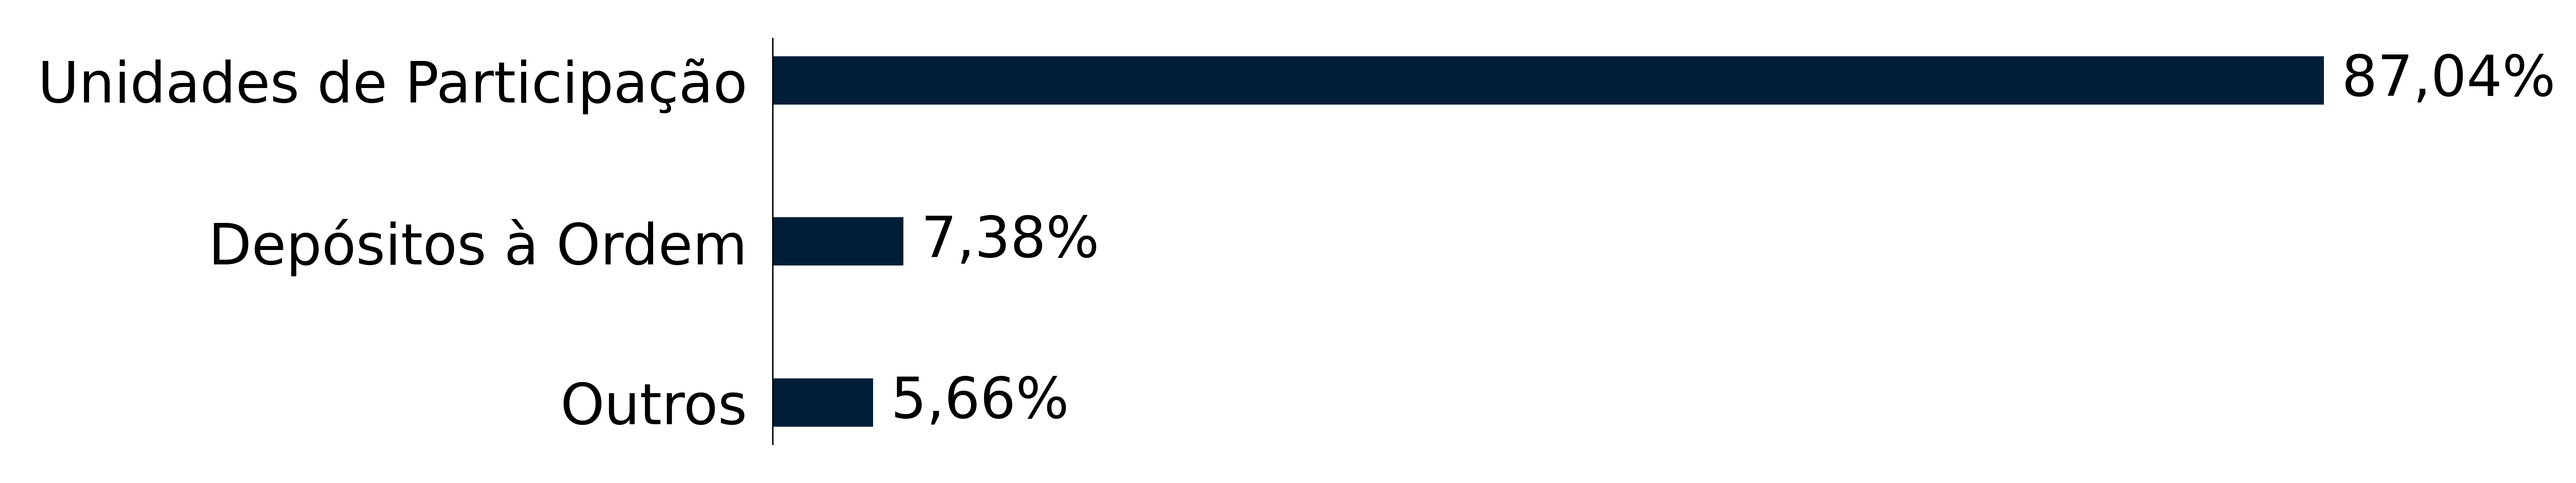 Unidades de Participação 87,04%
Depósitos à Ordem 7,38%
Outros 5,66%